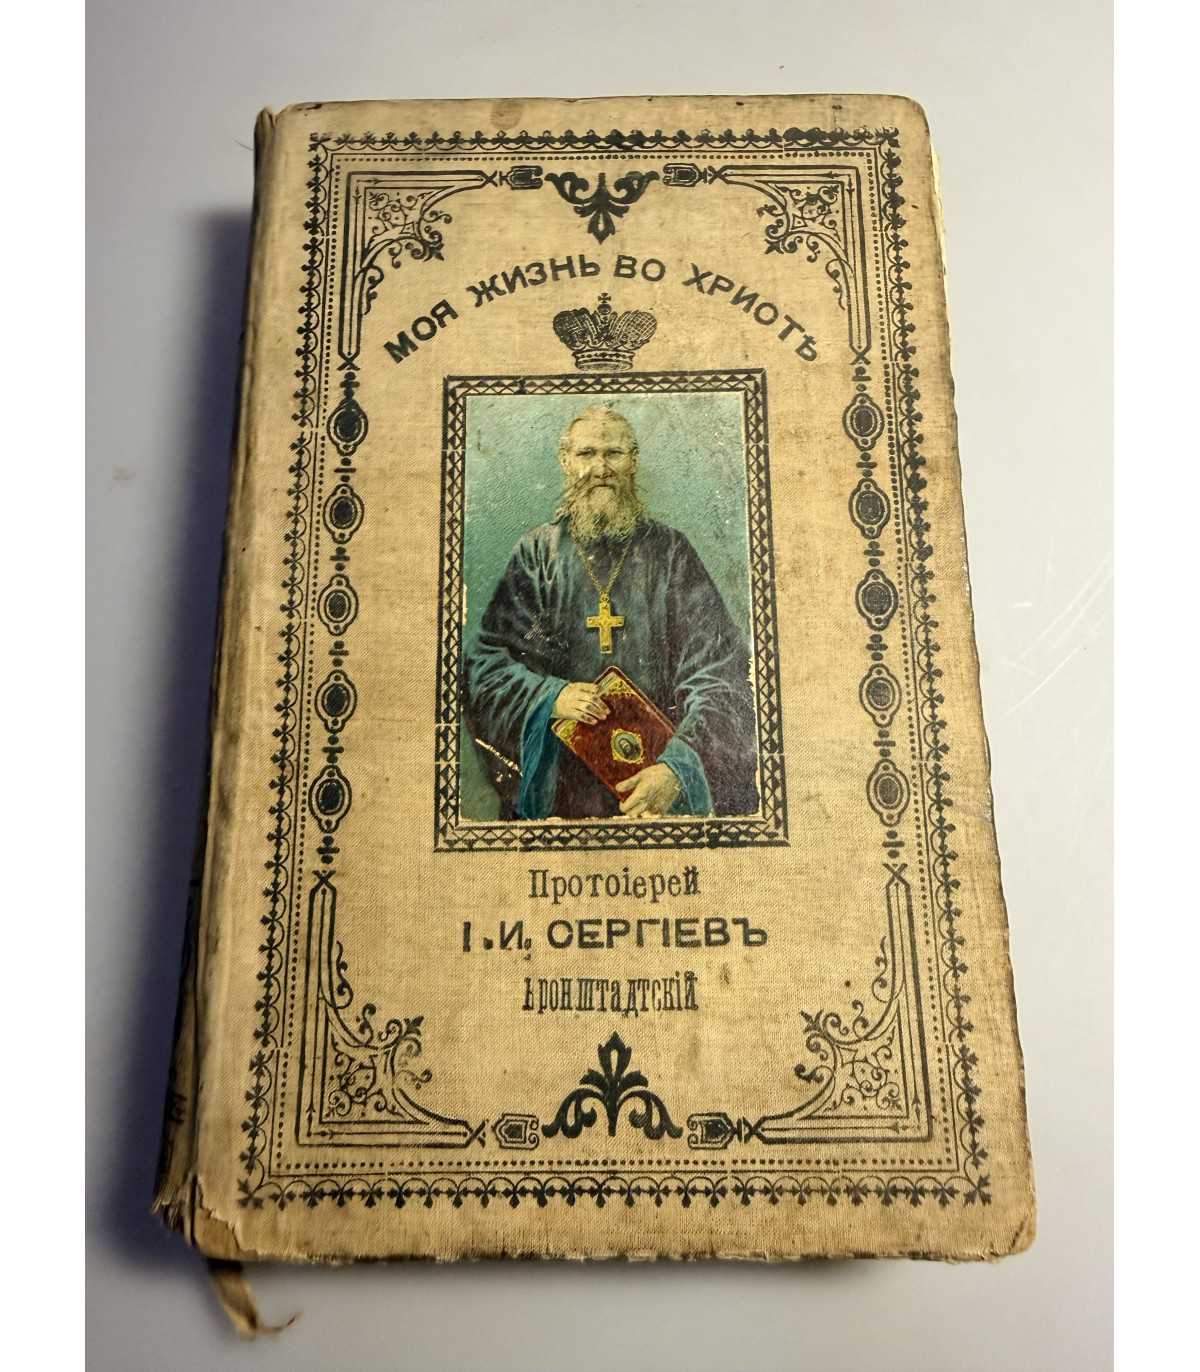 МОЯ ЖИЗНЬ ВО ХРИСТѢ
Протоіерей
І. И. СЕРГІЕВЪ
Кронштадтскій